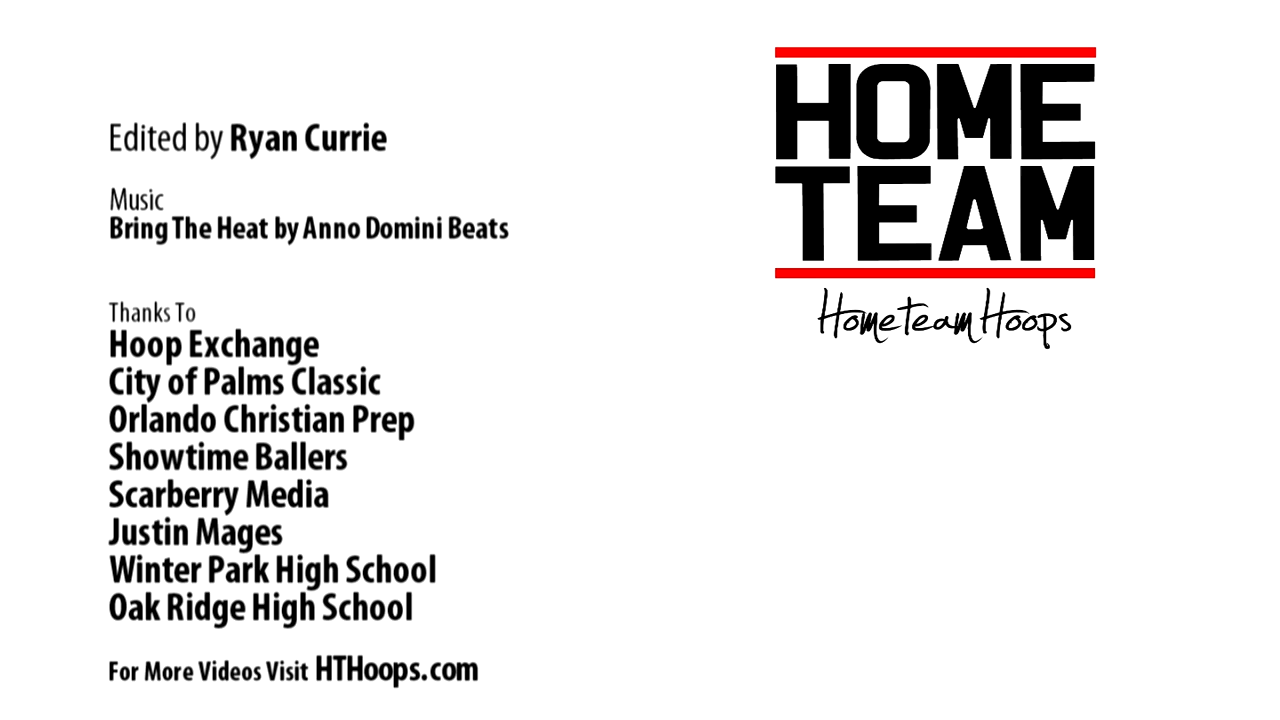 Edited by Ryan Currie
Music
Bring The Heat by Anno Domini Beats
Thanks To
Hoop Exchange
City of Palms Classic
Orlando Christian Prep
Showtime Ballers
Scarberry Media
Justin Mages
Winter Park High School
Oak Ridge High School
For More Videos Visit HTHoops.com
HOME
TEAM
Hometeam Hoops